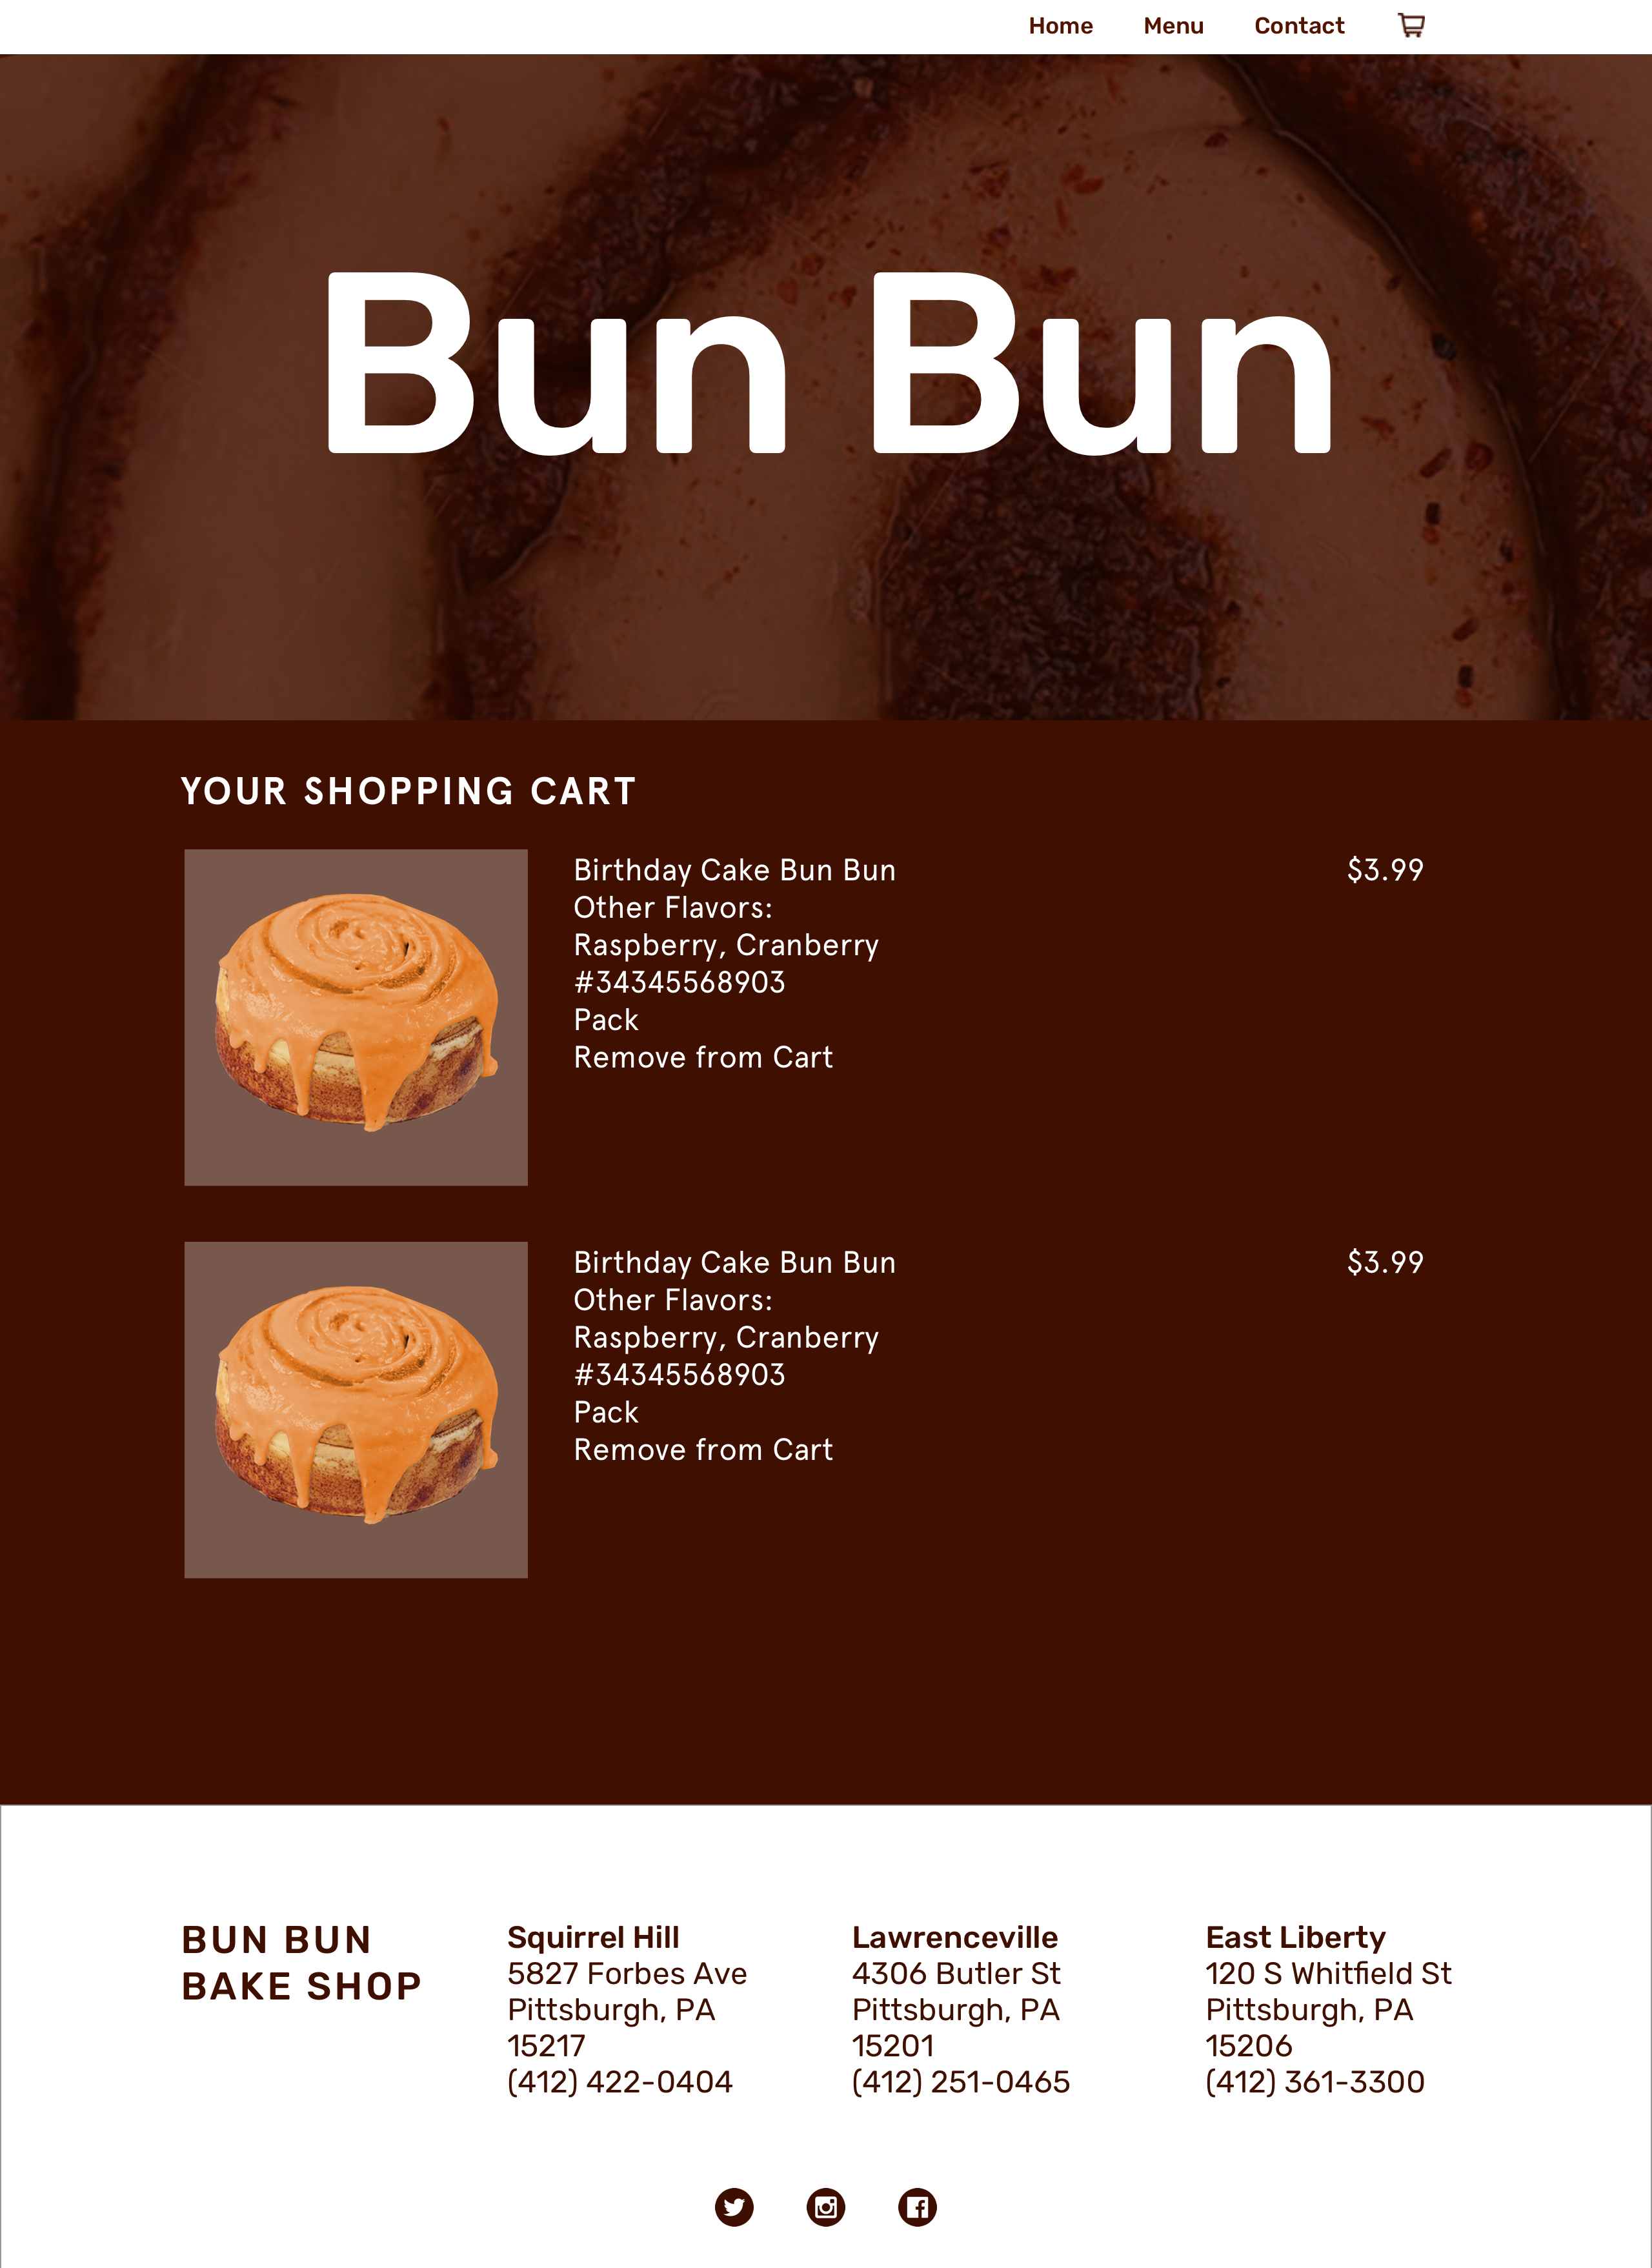 Home Menu Contact
Bun Bun
YOUR SHOPPING CART
Birthday Cake Bun Bun
$3.99
Other Flavors:
Raspberry, Cranberry
#34345568903
Pack
Remove from Cart
Birthday Cake Bun Bun
$3.99
Other Flavors:
Raspberry, Cranberry
#34345568903
Pack
Remove from Cart
BUN BUN
BAKE SHOP
Squirrel Hill
5827 Forbes Ave
Pittsburgh, PA
15217
(412) 422-0404
Lawrenceville
4306 Butler St
Pittsburgh, PA
15201
(412) 251-0465
East Liberty
120 S Whitfield St
Pittsburgh, PA
15206
(412) 361-3300